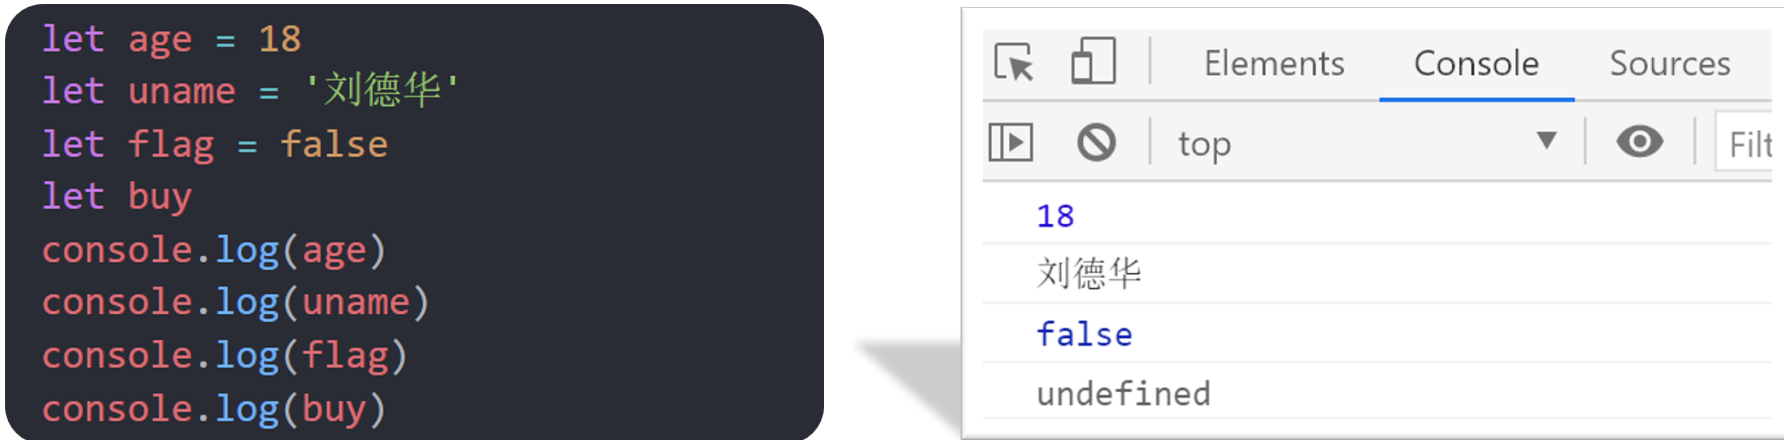 let age = 18
let uname = '刘德华'
let flag = false
let buy
console.log(age)
console.log(uname)
console.log(flag)
console.log(buy)
Elements Console Sources
top Filt
18
刘德华
false
undefined